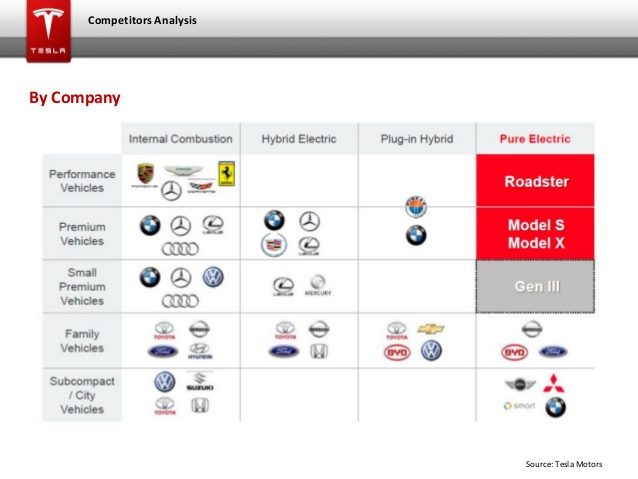 Competitors Analysis
TESLA
By Company
Internal Combustion
Hybrid Electric
Plug-in Hybrid
Pure Electric
Performance
Vehicles
PORSCHE
Roadster
Premium
Vehicles
Model S
Model X
Small
Premium
Vehicles
MERCURY
Gen III
Family
Vehicles
TOYOTA
Ford
HYUNDAI
TOYOTA
Ford
TOYOTA
BYD
BYD
Ford
Subcompact
/ City
Vehicles
SUZUKI
TOYOTA
smart
Source: Tesla Motors